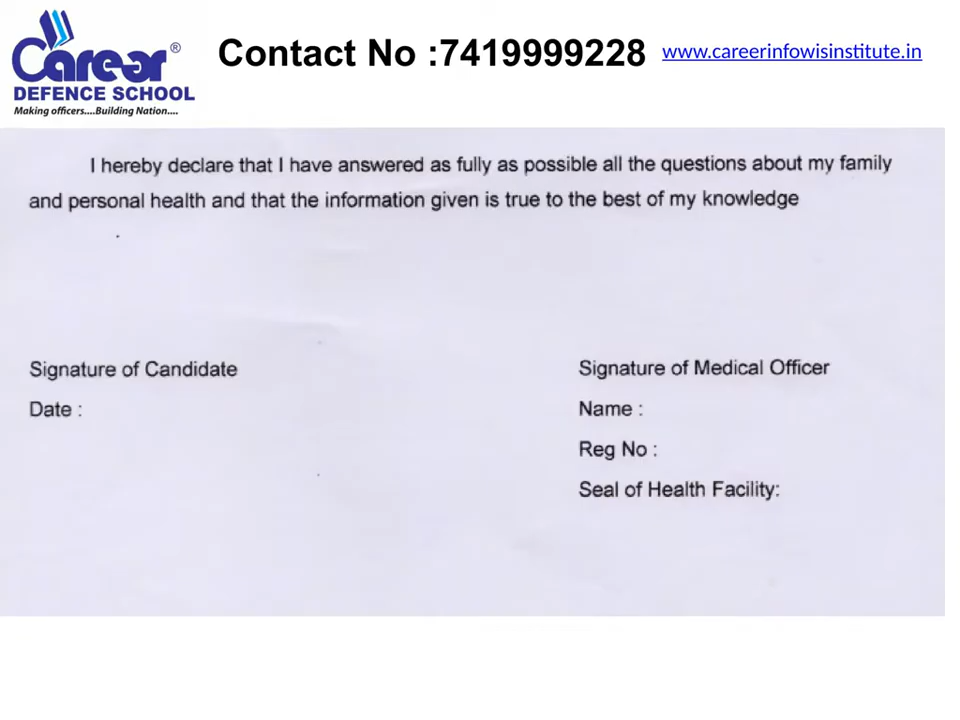 Carear®
DEFENCE SCHOOL
Making officers....Building Nation....
Contact No :7419999228
www.careerinfowisinstitute.in
I hereby declare that I have answered as fully as possible all the questions about my family
and personal health and that the information given is true to the best of my knowledge
.
Signature of Candidate
Date :
Signature of Medical Officer
Name :
Reg No :
Seal of Health Facility: